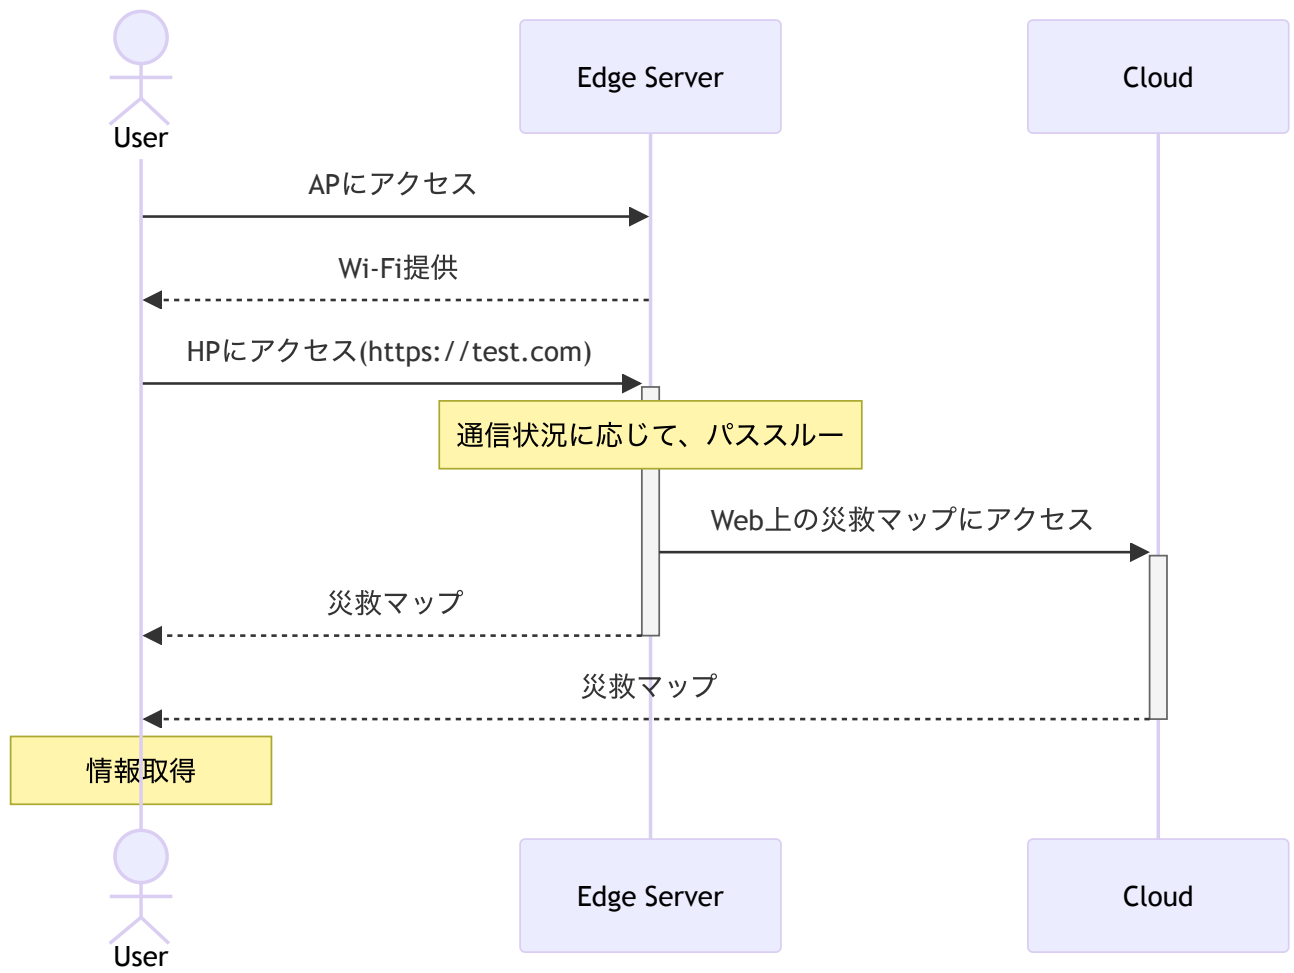 User
Edge Server
Cloud
APにアクセス
Wi-Fi提供
HPにアクセス(https://test.com)
通信状況に応じて、パススルー
Web上の災救マップにアクセス
災救マップ
災救マップ
情報取得
User
Edge Server
Cloud